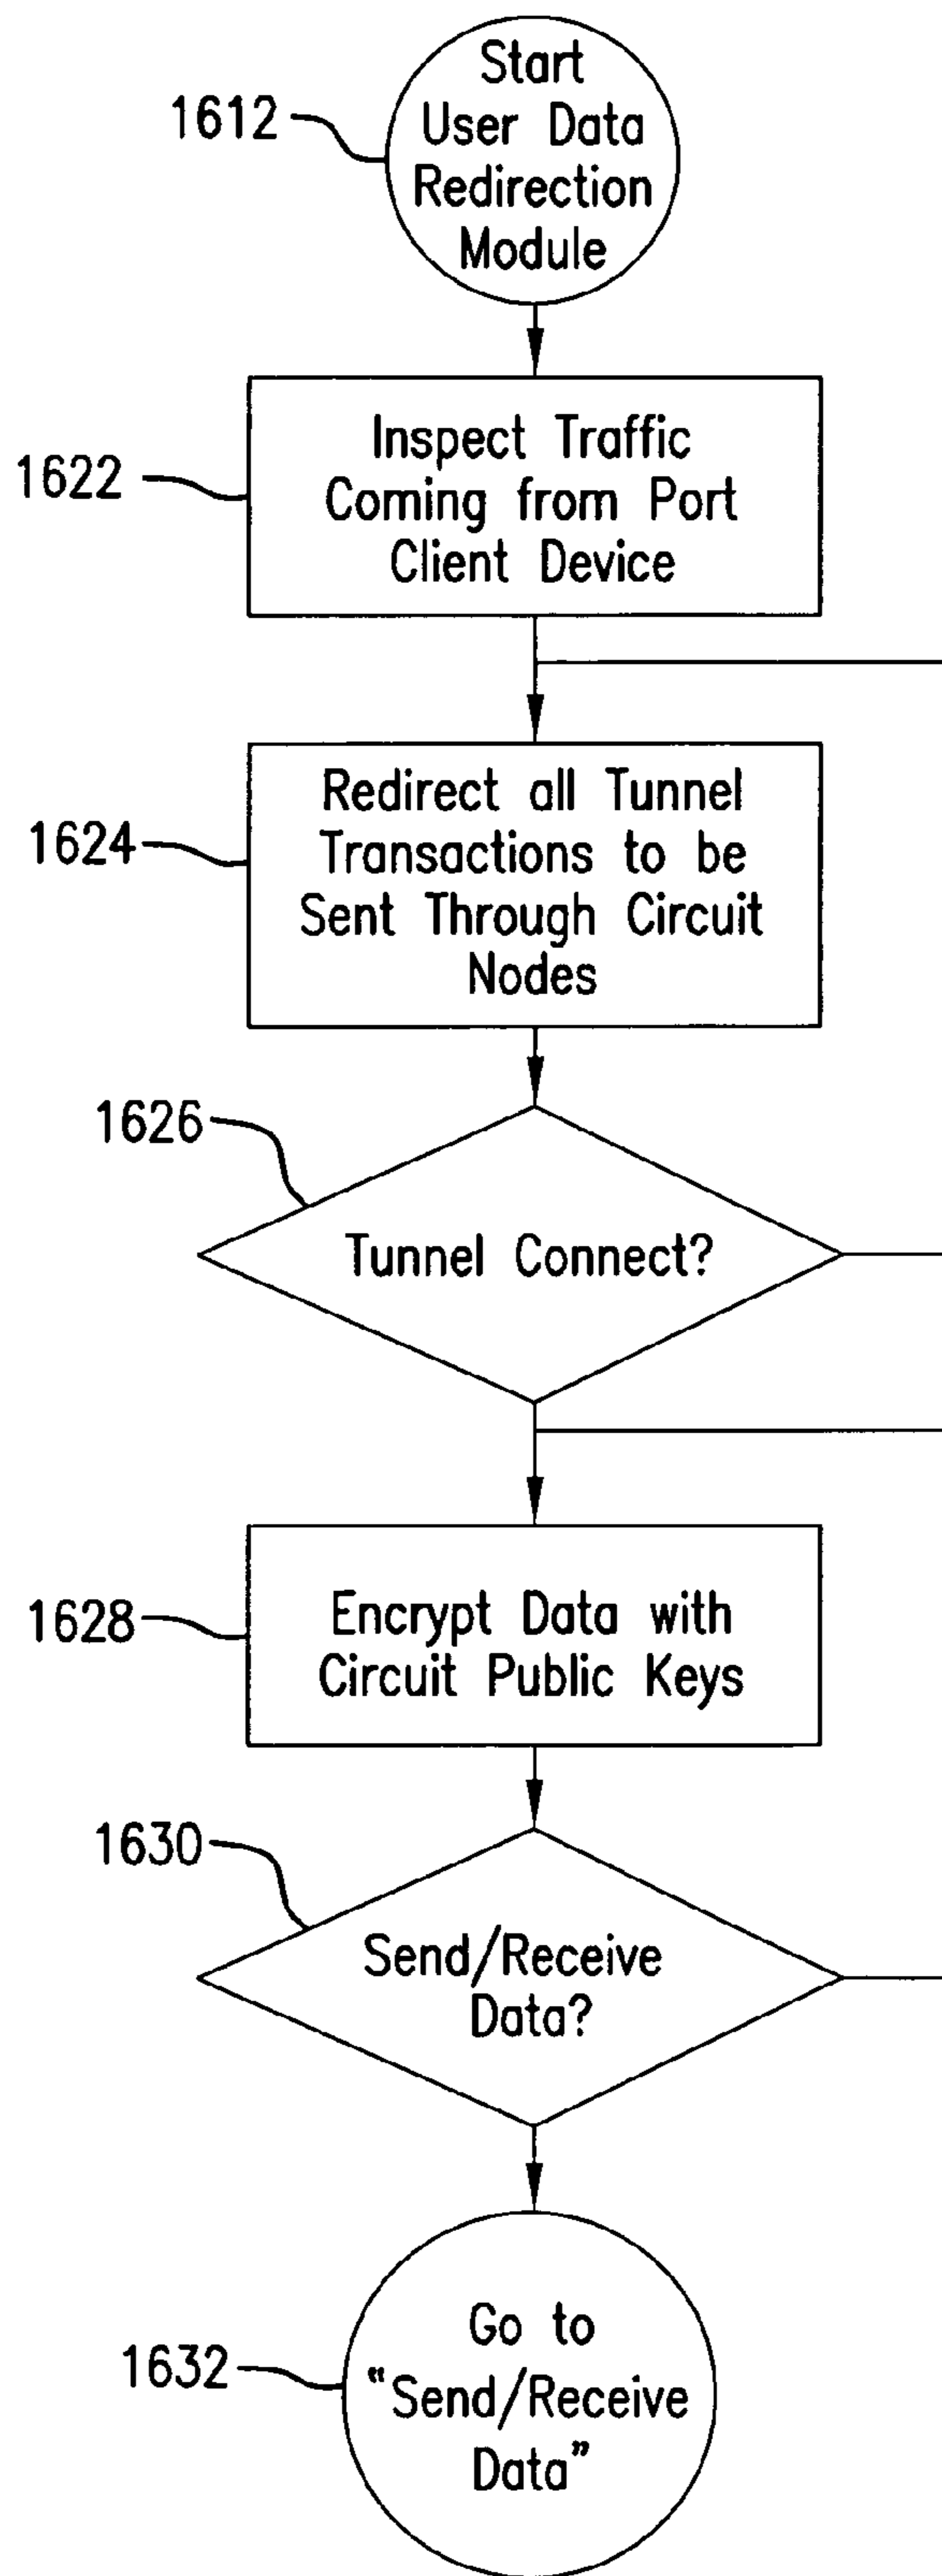 1612
Start
User Data
Redirection
Module
1622
Inspect Traffic
Coming from Port
Client Device
1624
Redirect all Tunnel
Transactions to be
Sent Through Circuit
Nodes
1626
Tunnel Connect?
1628
Encrypt Data with
Circuit Public Keys
1630
Send/Receive
Data?
1632
Go to
“Send/Receive
Data”